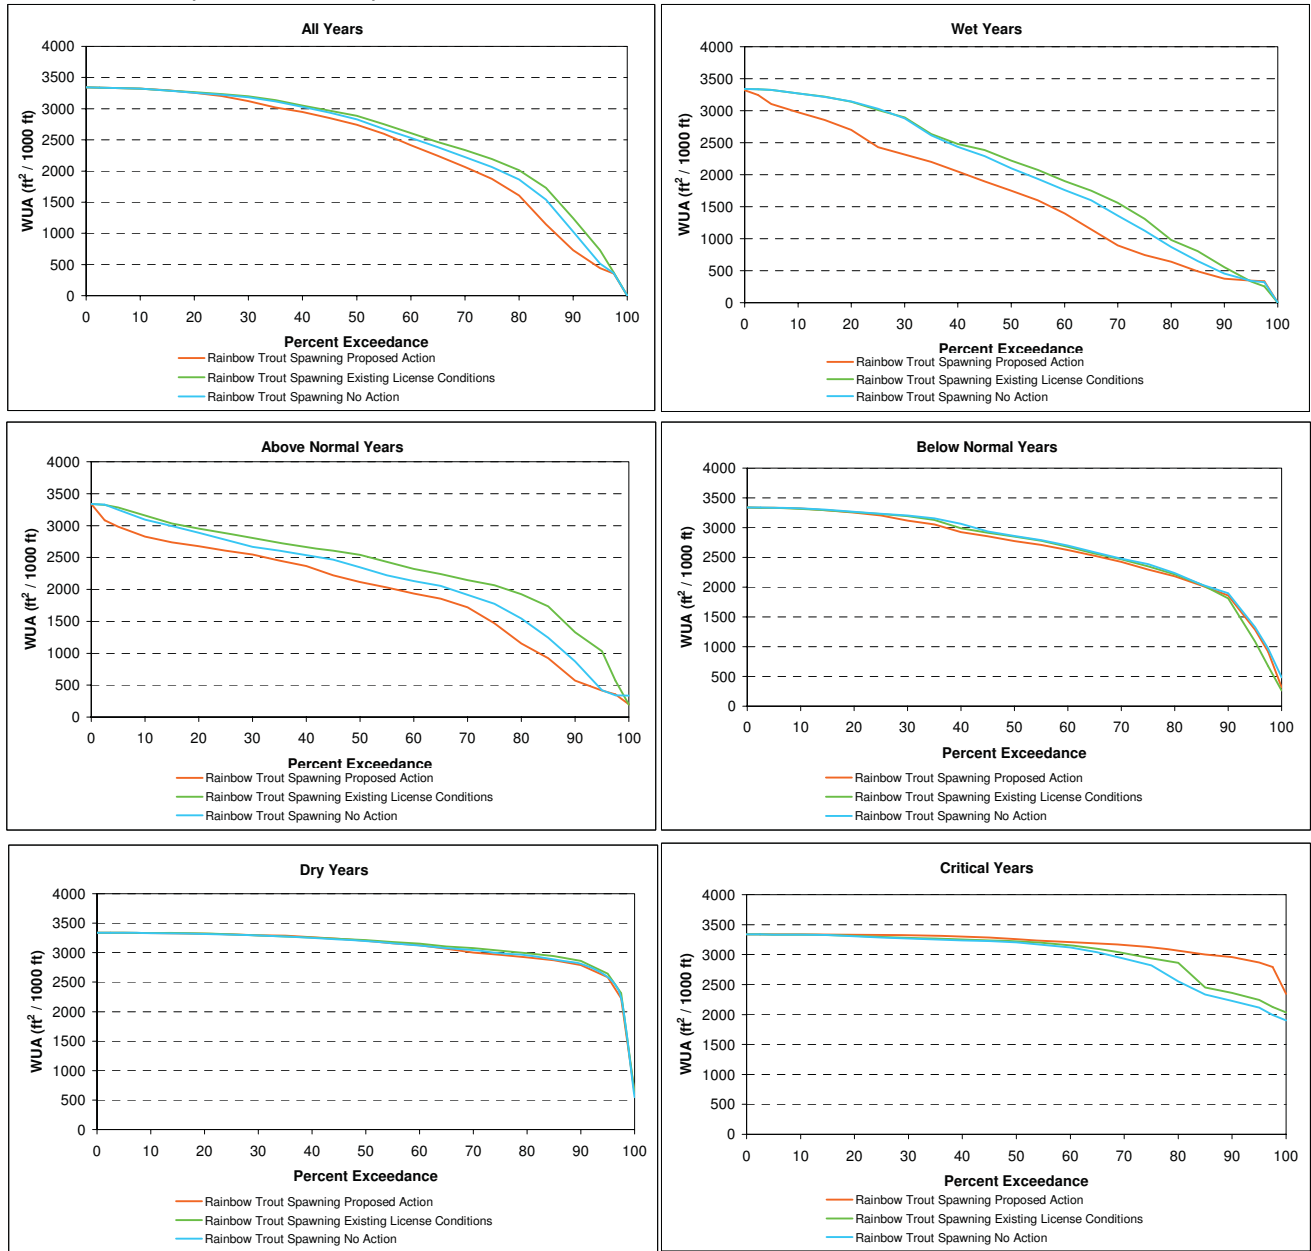 All Years
WUA (ft² / 1000 ft)
4000
3500
3000
2500
2000
1500
1000
500
0
0 10 20 30 40 50 60 70 80 90 100
Percent Exceedance
Rainbow Trout Spawning Proposed Action
Rainbow Trout Spawning Existing License Conditions
Rainbow Trout Spawning No Action
Wet Years
WUA (ft² / 1000 ft)
4000
3500
3000
2500
2000
1500
1000
500
0
0 10 20 30 40 50 60 70 80 90 100
Percent Exceedance
Rainbow Trout Spawning Proposed Action
Rainbow Trout Spawning Existing License Conditions
Rainbow Trout Spawning No Action
Above Normal Years
WUA (ft² / 1000 ft)
4000
3500
3000
2500
2000
1500
1000
500
0
0 10 20 30 40 50 60 70 80 90 100
Percent Exceedance
Rainbow Trout Spawning Proposed Action
Rainbow Trout Spawning Existing License Conditions
Rainbow Trout Spawning No Action
Below Normal Years
WUA (ft² / 1000 ft)
4000
3500
3000
2500
2000
1500
1000
500
0
0 10 20 30 40 50 60 70 80 90 100
Percent Exceedance
Rainbow Trout Spawning Proposed Action
Rainbow Trout Spawning Existing License Conditions
Rainbow Trout Spawning No Action
Dry Years
WUA (ft² / 1000 ft)
4000
3500
3000
2500
2000
1500
1000
500
0
0 10 20 30 40 50 60 70 80 90 100
Percent Exceedance
Rainbow Trout Spawning Proposed Action
Rainbow Trout Spawning Existing License Conditions
Rainbow Trout Spawning No Action
Critical Years
WUA (ft² / 1000 ft)
4000
3500
3000
2500
2000
1500
1000
500
0
0 10 20 30 40 50 60 70 80 90 100
Percent Exceedance
Rainbow Trout Spawning Proposed Action
Rainbow Trout Spawning Existing License Conditions
Rainbow Trout Spawning No Action